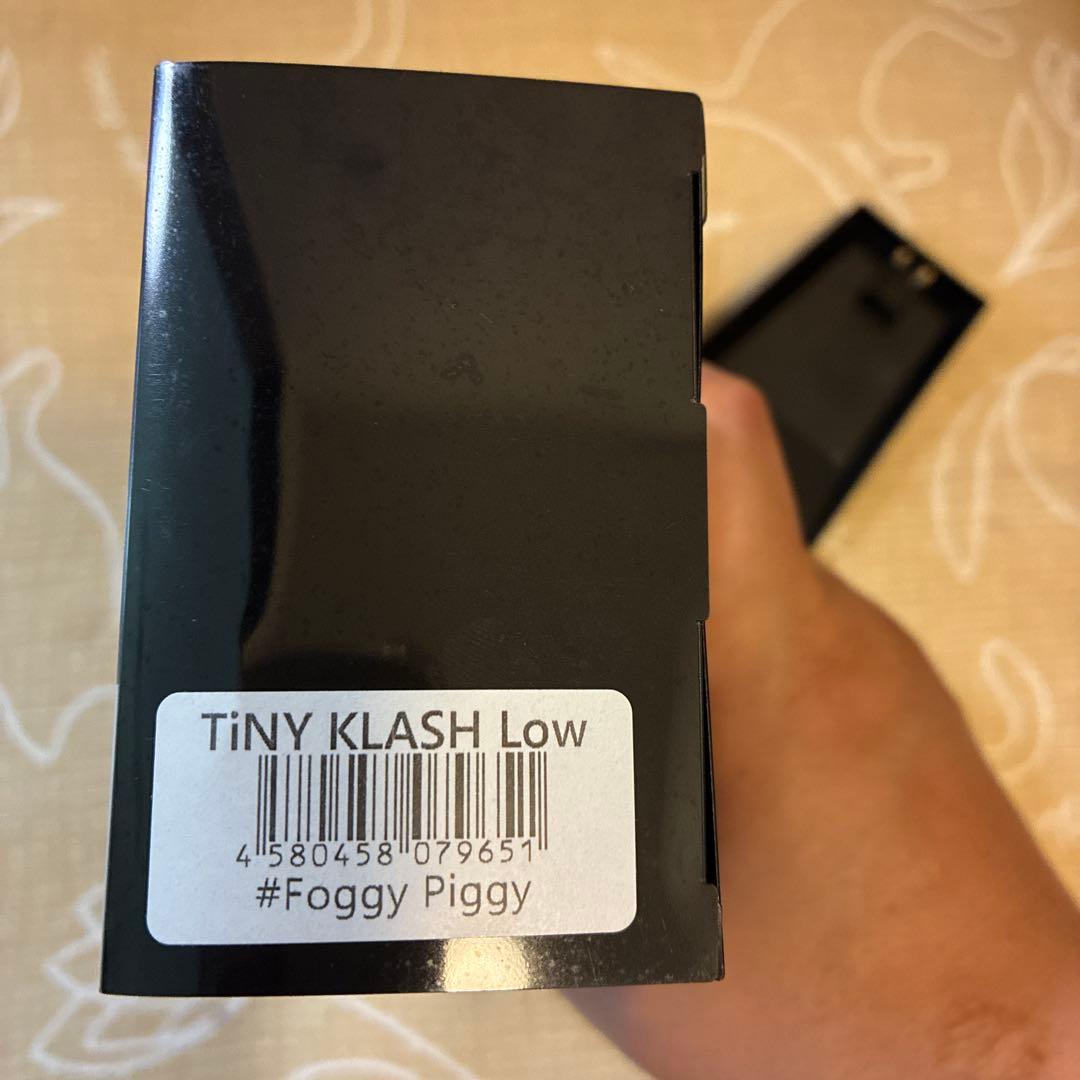 TiNY KLASH Low
4 580458 079651
#Foggy Piggy